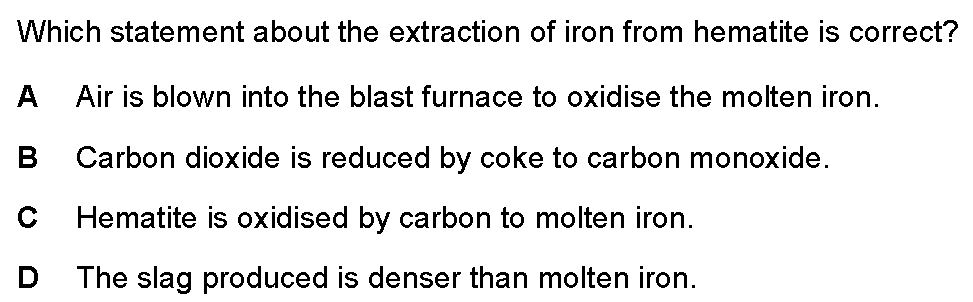 Which statement about the extraction of iron from hematite is correct?
A Air is blown into the blast furnace to oxidise the molten iron.
B Carbon dioxide is reduced by coke to carbon monoxide.
C Hematite is oxidised by carbon to molten iron.
D The slag produced is denser than molten iron.